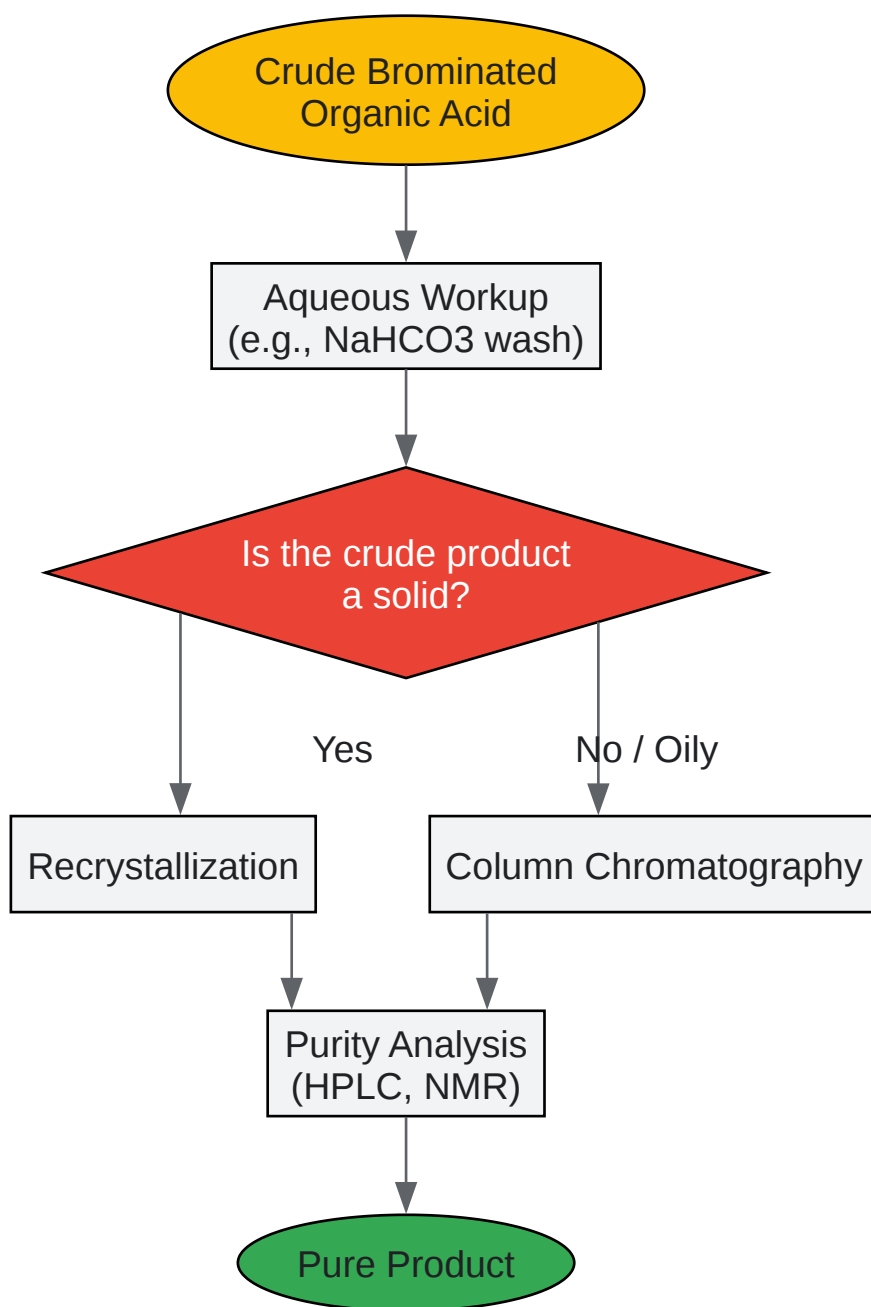 Crude Brominated
Organic Acid
Aqueous Workup
(e.g., NaHCO3 wash)
Is the crude product
a solid?
Yes
No / Oily
Recrystallization
Column Chromatography
Purity Analysis
(HPLC, NMR)
Pure Product